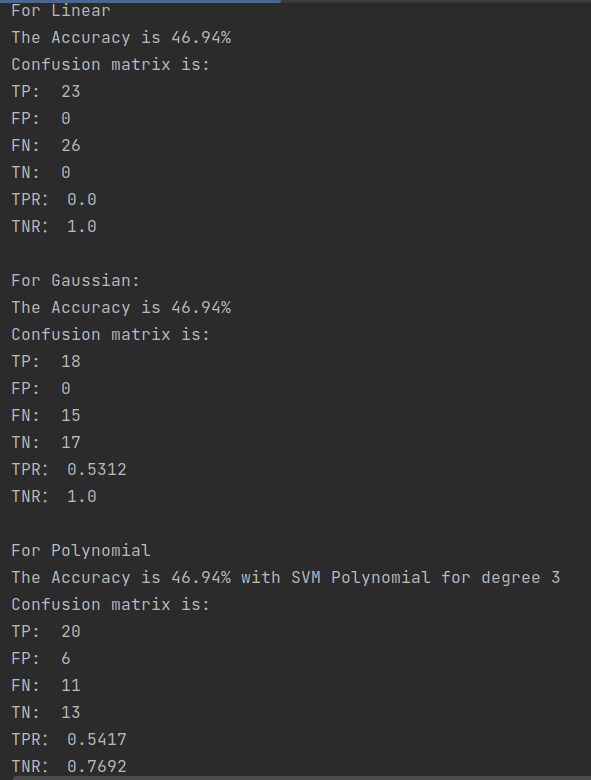 For Linear
The Accuracy is 46.94%
Confusion matrix is:
TP:  23
FP:  0
FN:  26
TN:  0
TPR:  0.0
TNR:  1.0

For Gaussian:
The Accuracy is 46.94%
Confusion matrix is:
TP:  18
FP:  0
FN:  15
TN:  17
TPR:  0.5312
TNR:  1.0

For Polynomial
The Accuracy is 46.94% with SVM Polynomial for degree 3
Confusion matrix is:
TP:  20
FP:  6
FN:  11
TN:  13
TPR:  0.5417
TNR:  0.7692